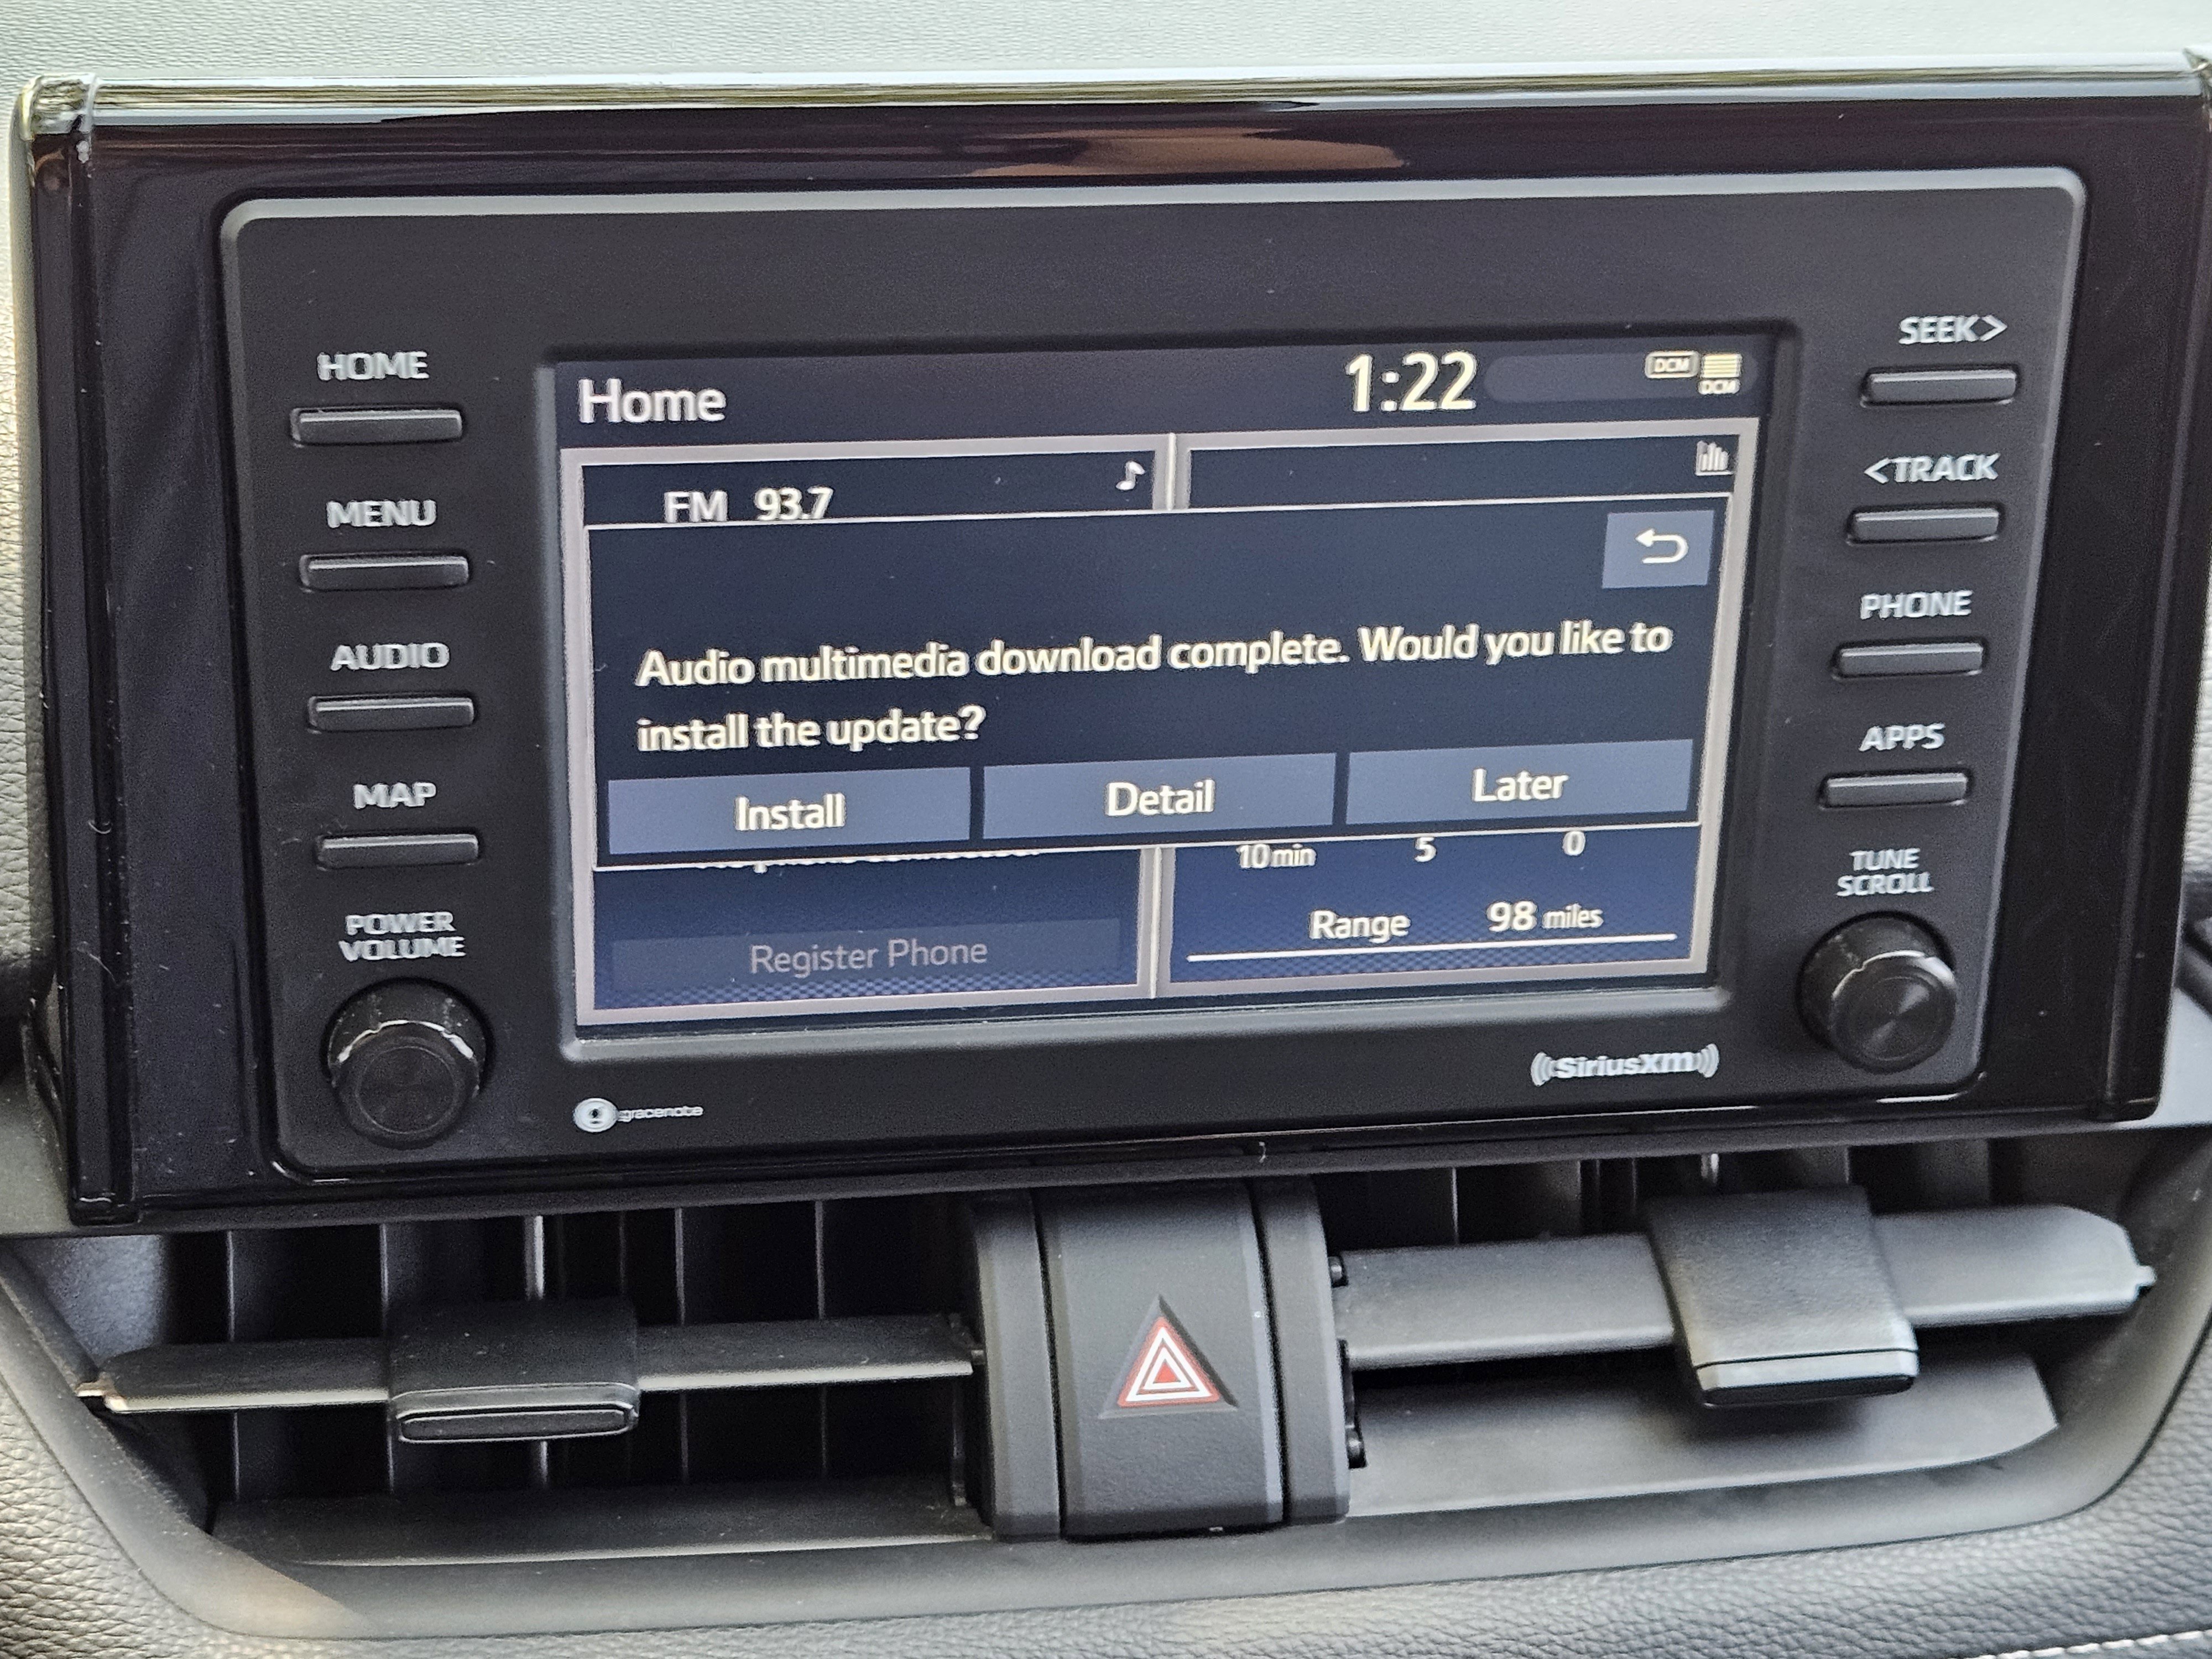 HOME
MENU
AUDIO
MAP
POWER
VOLUME
Home
1:22
DCM
DCM
FM 93.7
Audio multimedia download complete. Would you like to
install the update?
Install
Detail
Later
10min
5
0
Range 98 miles
Register Phone
SEEK>
<TRACK
PHONE
APPS
TUNE
SCROLL
gracenote
SiriusXm